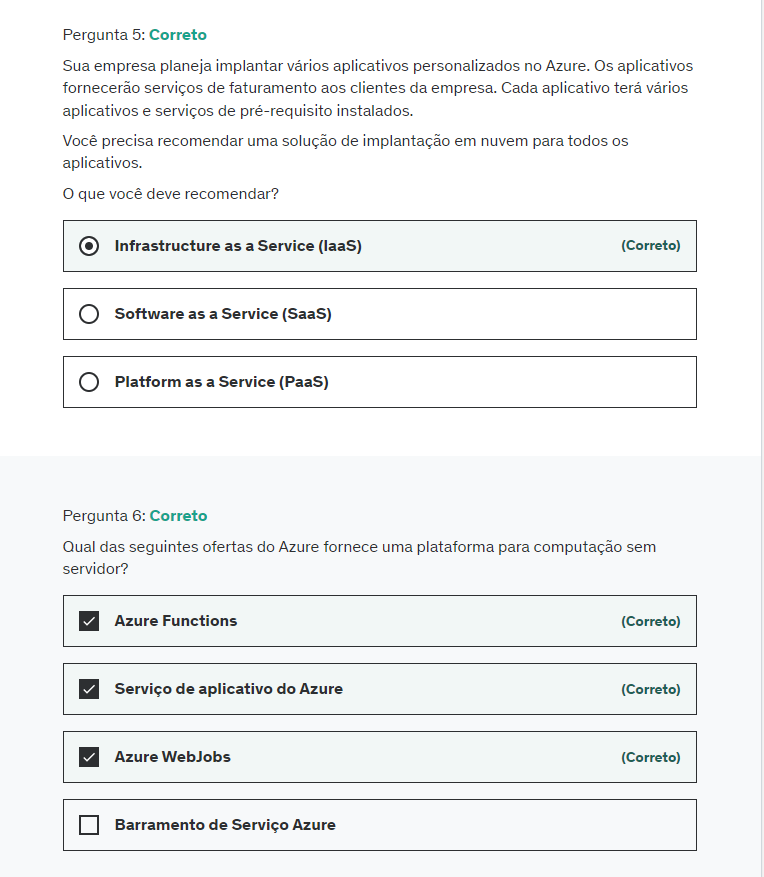 Pergunta 5: Correto
Sua empresa planeja implantar vários aplicativos personalizados no Azure. Os aplicativos
fornecerão serviços de faturamento aos clientes da empresa. Cada aplicativo terá vários
aplicativos e serviços de pré-requisito instalados.
Você precisa recomendar uma solução de implantação em nuvem para todos os
aplicativos.
O que você deve recomendar?
Infrastructure as a Service (IaaS) (Correto)
Software as a Service (SaaS)
Platform as a Service (PaaS)
Pergunta 6: Correto
Qual das seguintes ofertas do Azure fornece uma plataforma para computação sem
servidor?
Azure Functions (Correto)
Serviço de aplicativo do Azure (Correto)
Azure WebJobs (Correto)
Barramento de Serviço Azure